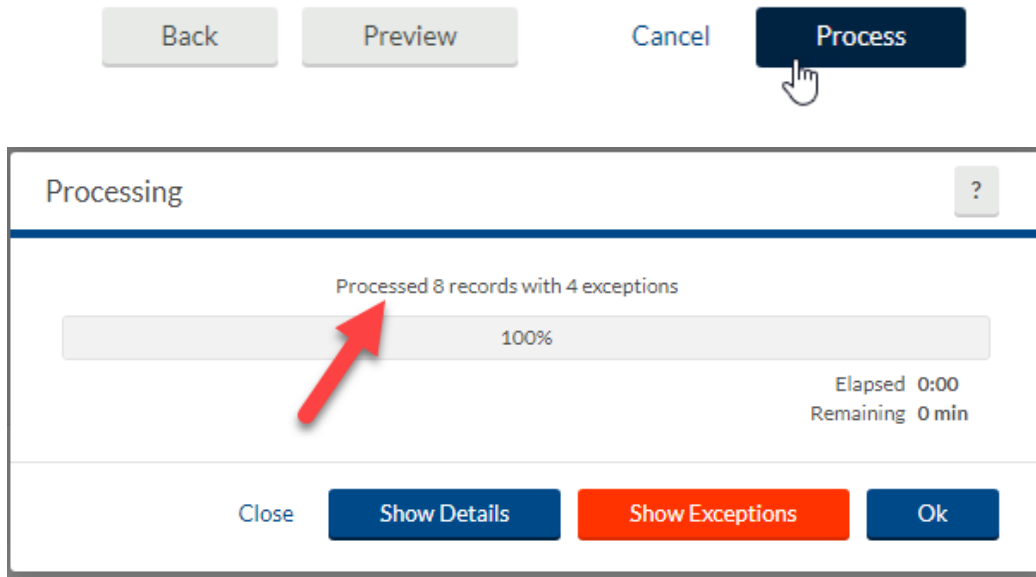 Back Preview Cancel Process
Processing ?
Processed 8 records with 4 exceptions
100%
Elapsed 0:00
Remaining 0 min
Close Show Details Show Exceptions Ok